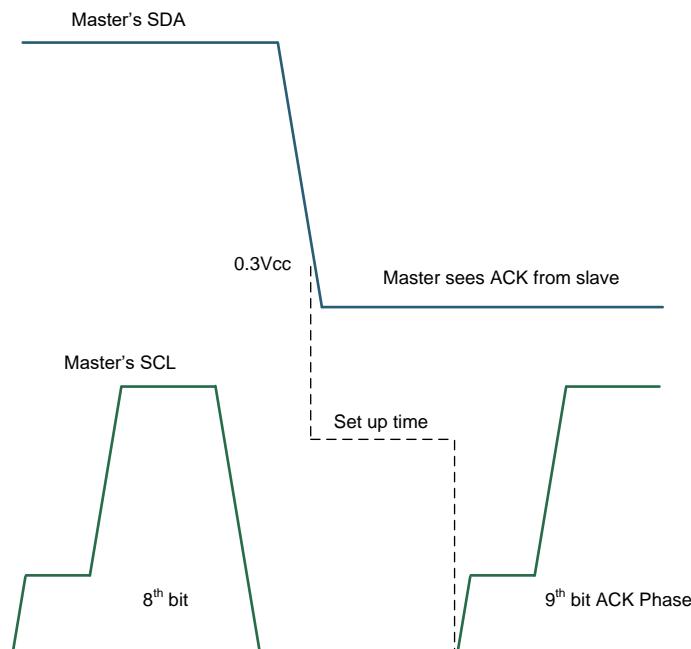 Master’s SDA
0.3Vcc
Master sees ACK from slave
Master’s SCL
Set up time
8th bit
9th bit ACK Phase